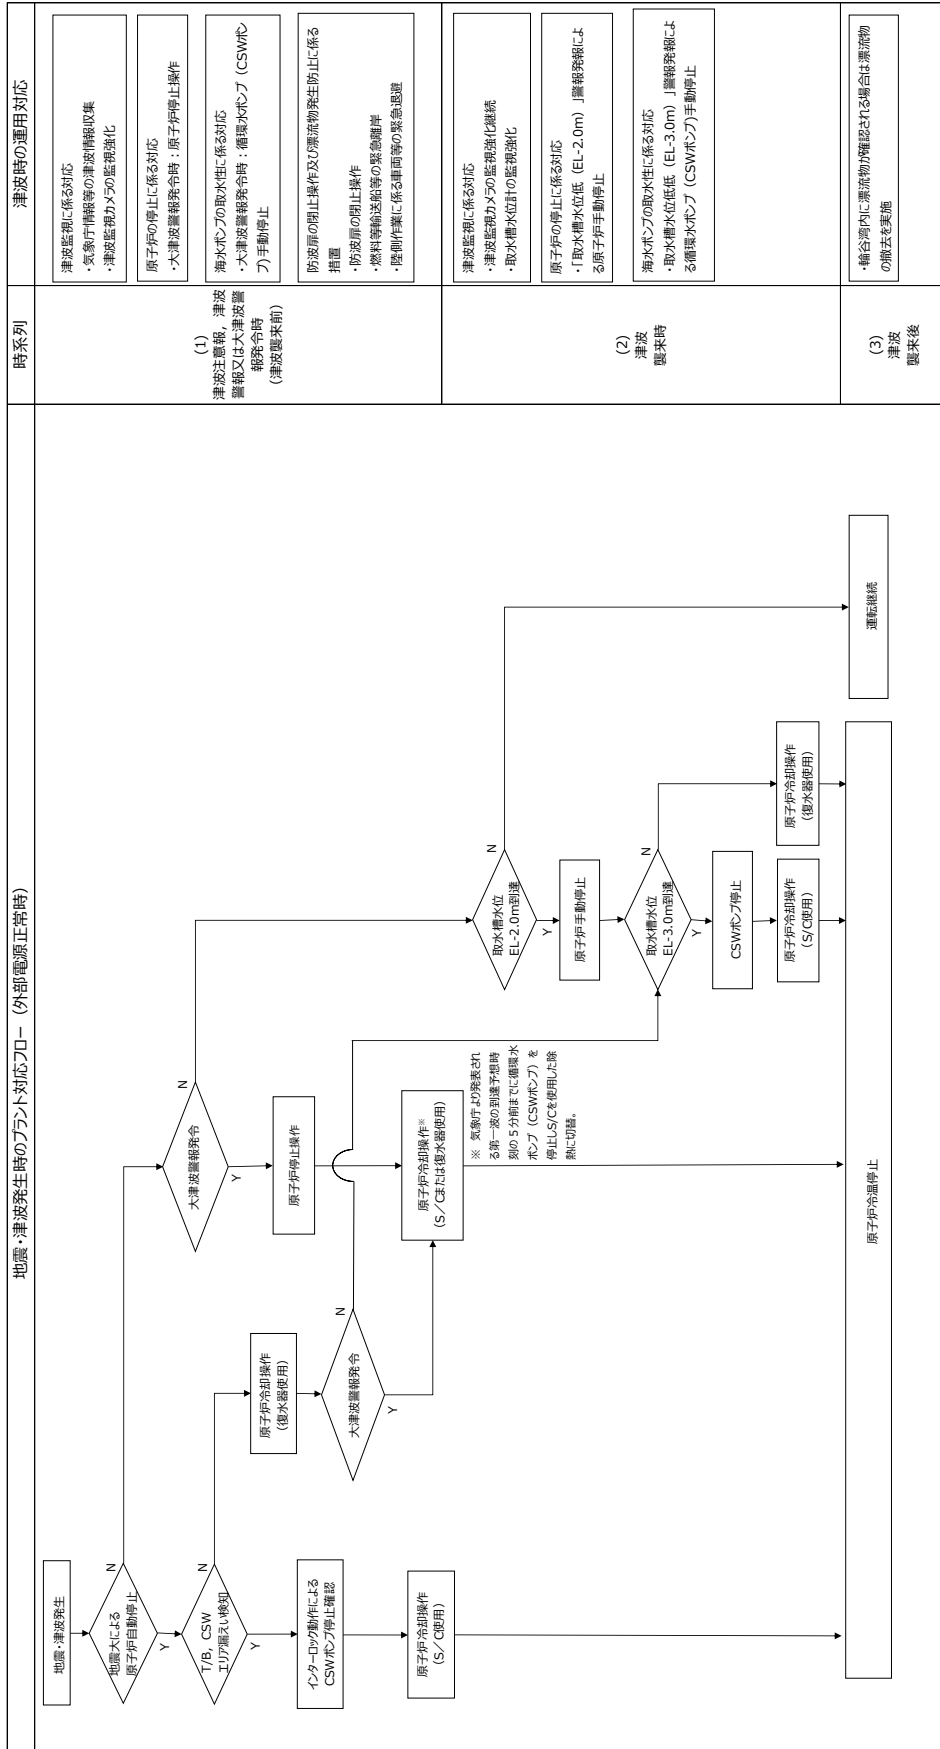 地震・津波発生時のプラント対応フロー（外部電源正常時）
時系列
津波時の運用対応
地震・津波発生
地震大による
原子炉自動停止
N
Y
T/B, CSW
エリア漏えい検知
N
Y
インターロック動作による
CSWポンプ停止確認
原子炉冷却操作
（S／C使用）
原子炉冷却操作
（復水器使用）
大津波警報発令
N
Y
大津波警報発令
N
Y
原子炉停止操作
原子炉冷却操作※
（S／Cまたは復水器使用）
※ 気象庁より発表され
る第一波の到達予想時
刻の５分前までに循環水
ポンプ（CSWポンプ）を
停止しS/Cを使用した除
熱に切替。
取水槽水位
EL-2.0m到達
N
Y
原子炉手動停止
取水槽水位
EL-3.0m到達
N
Y
CSWポンプ停止
原子炉冷却操作
（S/C使用）
原子炉冷却操作
（復水器使用）
運転継続
原子炉冷温停止
(1)
津波注意報，津波
警報又は大津波警
報発令時
（津波襲来前）
(2)
津波
襲来時
(3)
津波
襲来後
津波監視に係る対応
・気象庁情報等の津波情報収集
・津波監視カメラの監視強化
原子炉の停止に係る対応
・大津波警報発令時：原子炉停止操作
海水ポンプの取水性に係る対応
・大津波警報発令時：循環水ポンプ（CSWポン
プ）手動停止
防波扉の閉止操作及び漂流物発生防止に係る
措置
・防波扉の閉止操作
・燃料等輸送船等の緊急離岸
・陸側作業に係る車両等の緊急退避
津波監視に係る対応
・津波監視カメラの監視強化継続
・取水槽水位計の監視強化
原子炉の停止に係る対応
・「取水槽水位低（EL-2.0m）」警報発報によ
る原子炉手動停止
海水ポンプの取水性に係る対応
・取水槽水位低低（EL-3.0m）」警報発報によ
る循環水ポンプ（CSWポンプ)手動停止
・輪谷湾内に漂流物が確認される場合は漂流物
の撤去を実施